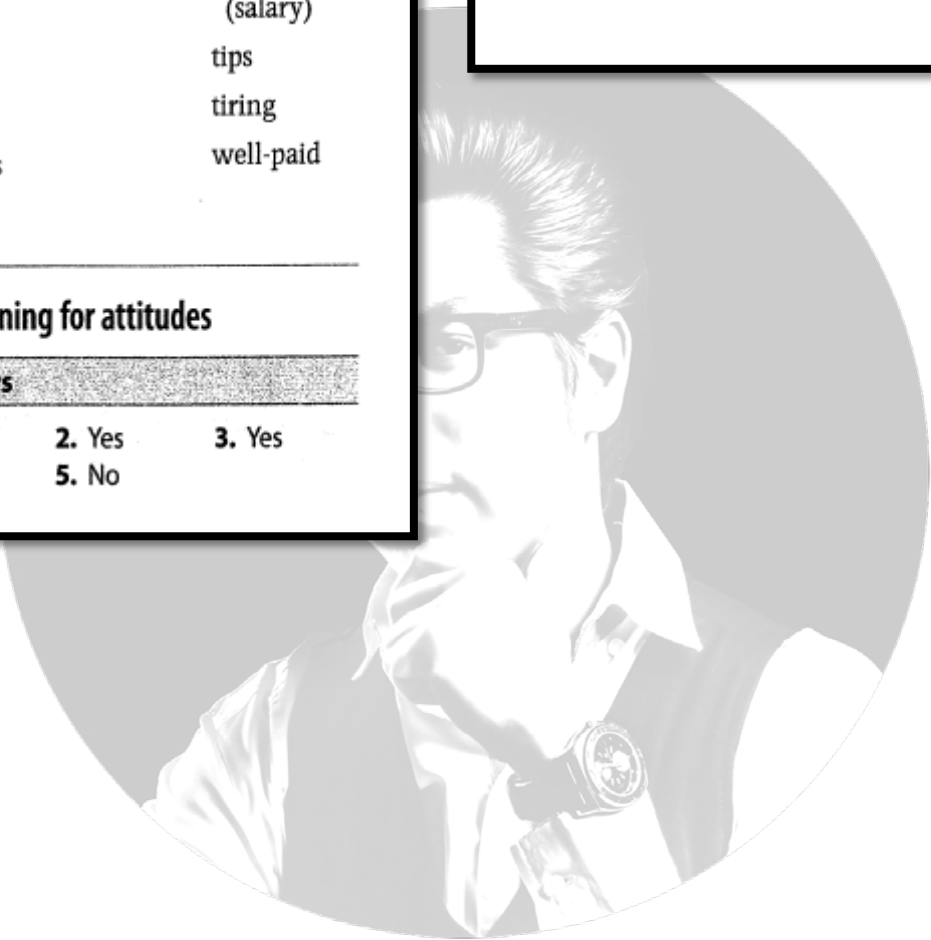 (salary)
tips
tiring
well-paid
ning for attitudes
s
2. Yes 3. Yes
5. No